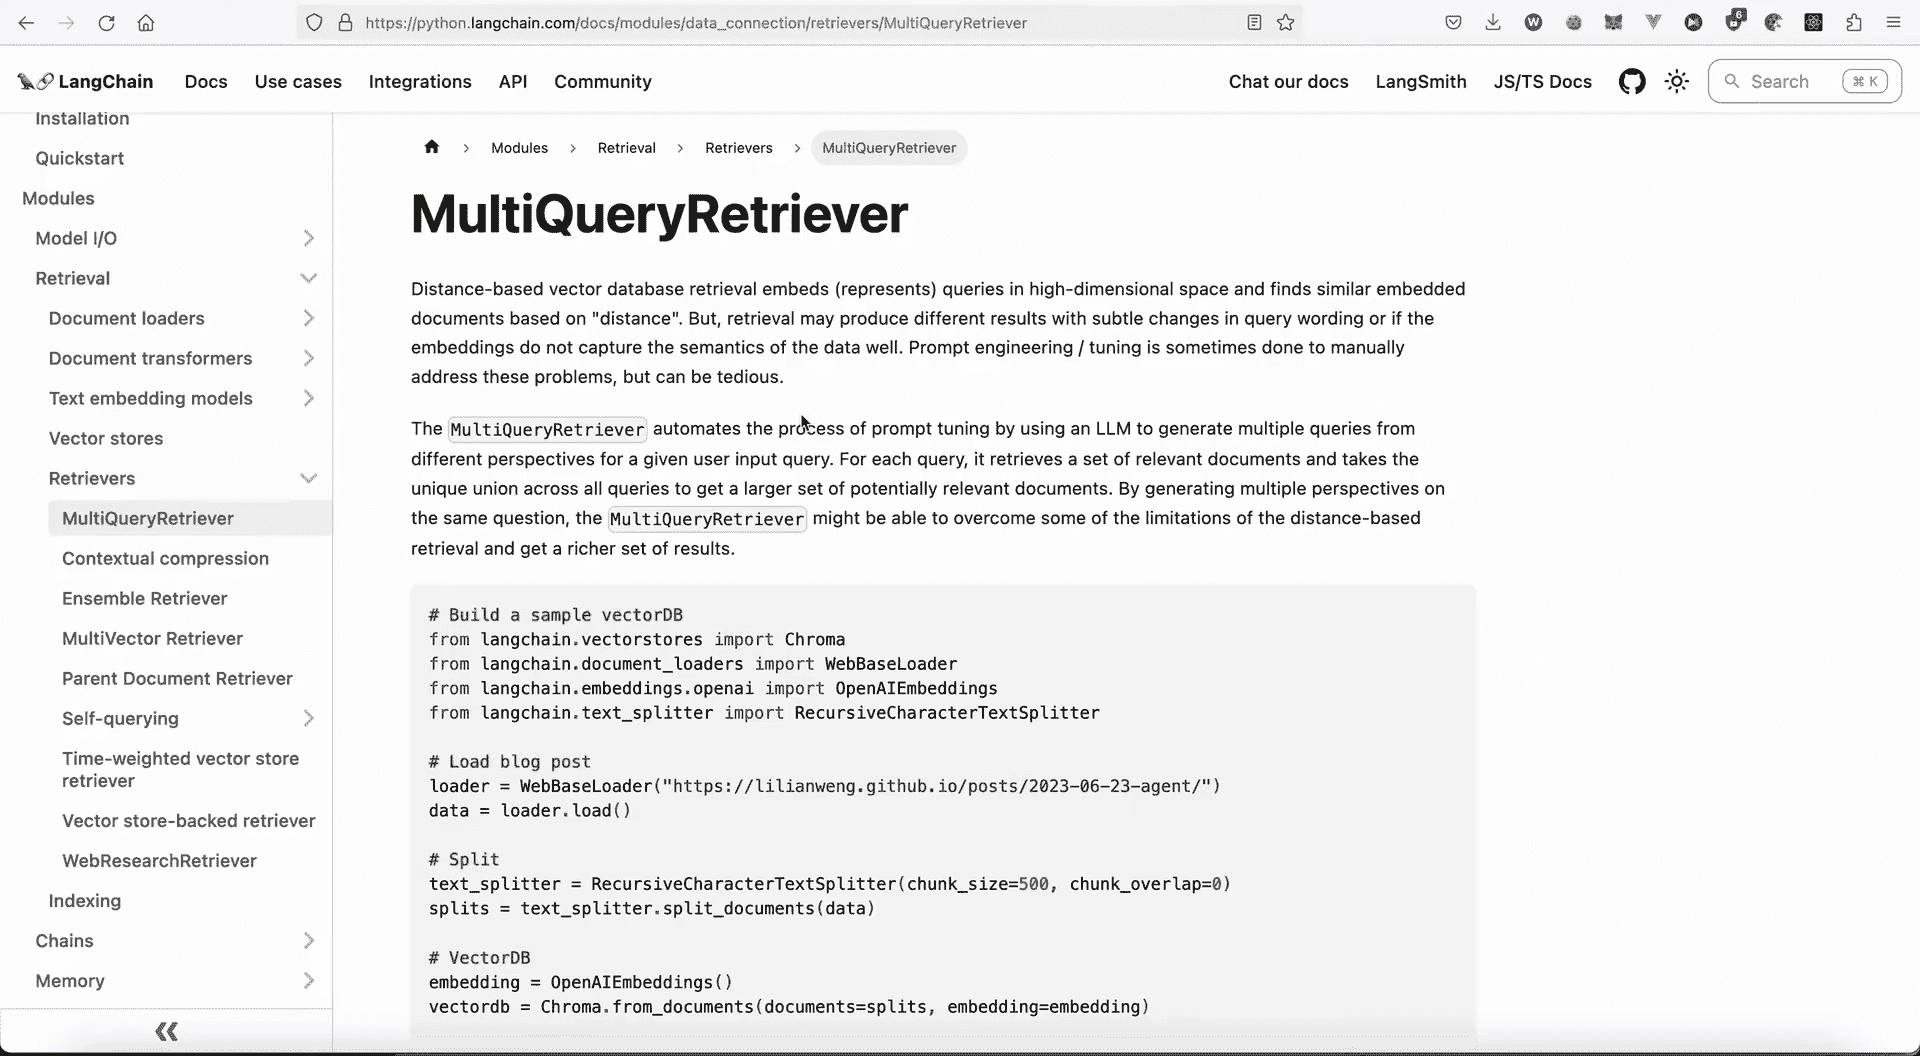 https://python.langchain.com/docs/modules/data_connection/retrievers/MultiQueryRetriever
6
LangChain
Docs
Use cases
Integrations
API
Community
Chat our docs
LangSmith
JS/TS Docs
Search
⌘ K
Installation
Quickstart
Modules
Model I/O
Retrieval
Document loaders
Document transformers
Text embedding models
Vector stores
Retrievers
MultiQueryRetriever
Contextual compression
Ensemble Retriever
MultiVector Retriever
Parent Document Retriever
Self-querying
Time-weighted vector store
retriever
Vector store-backed retriever
WebResearchRetriever
Indexing
Chains
Memory
Modules
Retrieval
Retrievers
MultiQueryRetriever
MultiQueryRetriever
Distance-based vector database retrieval embeds (represents) queries in high-dimensional space and finds similar embedded
documents based on "distance". But, retrieval may produce different results with subtle changes in query wording or if the
embeddings do not capture the semantics of the data well. Prompt engineering / tuning is sometimes done to manually
address these problems, but can be tedious.
The MultiQueryRetriever automates the process of prompt tuning by using an LLM to generate multiple queries from
different perspectives for a given user input query. For each query, it retrieves a set of relevant documents and takes the
unique union across all queries to get a larger set of potentially relevant documents. By generating multiple perspectives on
the same question, the MultiQueryRetriever might be able to overcome some of the limitations of the distance-based
retrieval and get a richer set of results.
# Build a sample vectorDB
from langchain.vectorstores import Chroma
from langchain.document_loaders import WebBaseLoader
from langchain.embeddings.openai import OpenAIEmbeddings
from langchain.text_splitter import RecursiveCharacterTextSplitter
# Load blog post
loader = WebBaseLoader("https://lilianweng.github.io/posts/2023-06-23-agent/")
data = loader.load()
# Split
text_splitter = RecursiveCharacterTextSplitter(chunk_size=500, chunk_overlap=0)
splits = text_splitter.split_documents(data)
# VectorDB
embedding = OpenAIEmbeddings()
vectordb = Chroma.from_documents(documents=splits, embedding=embedding)